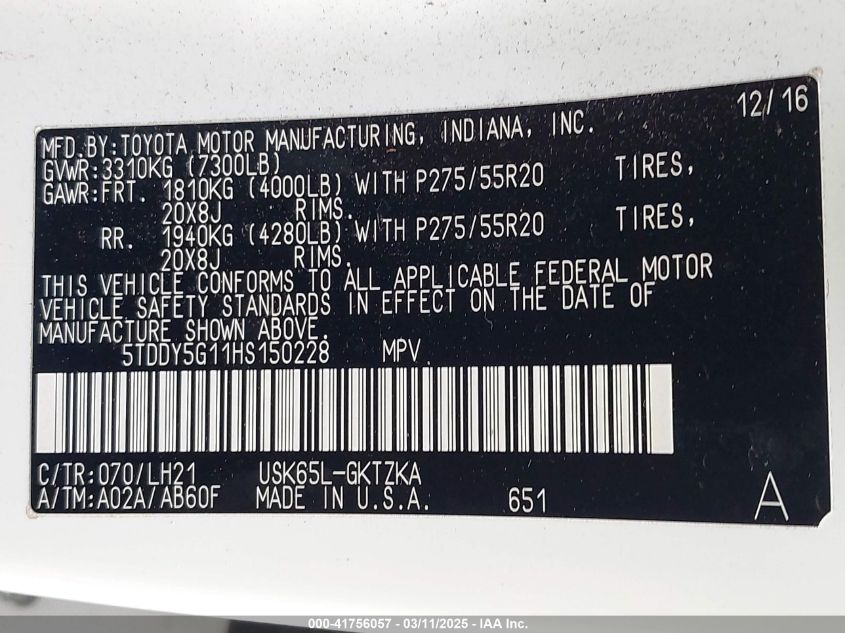 12/16
MFD.BY:TOYOTA MOTOR MANUFACTURING, INDIANA, INC.
GVWR:3310KG (7300LB)
GAWR:FRT. 1810KG (4000LB) WITH P275/55R20 TIRES,
20X8J RIMS.
RR. 1940KG (4280LB) WITH P275/55R20 TIRES,
20X8J RIMS.
THIS VEHICLE CONFORMS TO ALL APPLICABLE FEDERAL MOTOR
VEHICLE SAFETY STANDARDS IN EFFECT ON THE DATE OF
MANUFACTURE SHOWN ABOVE.
5TDDY5G11HS150228 MPV
C/TR:070/LH21 USK65L-GKTZKA
A/TM:A02A/AB60F MADE IN U.S.A. 651 A
000-41756057 - 03/11/2025 - IAA Inc.